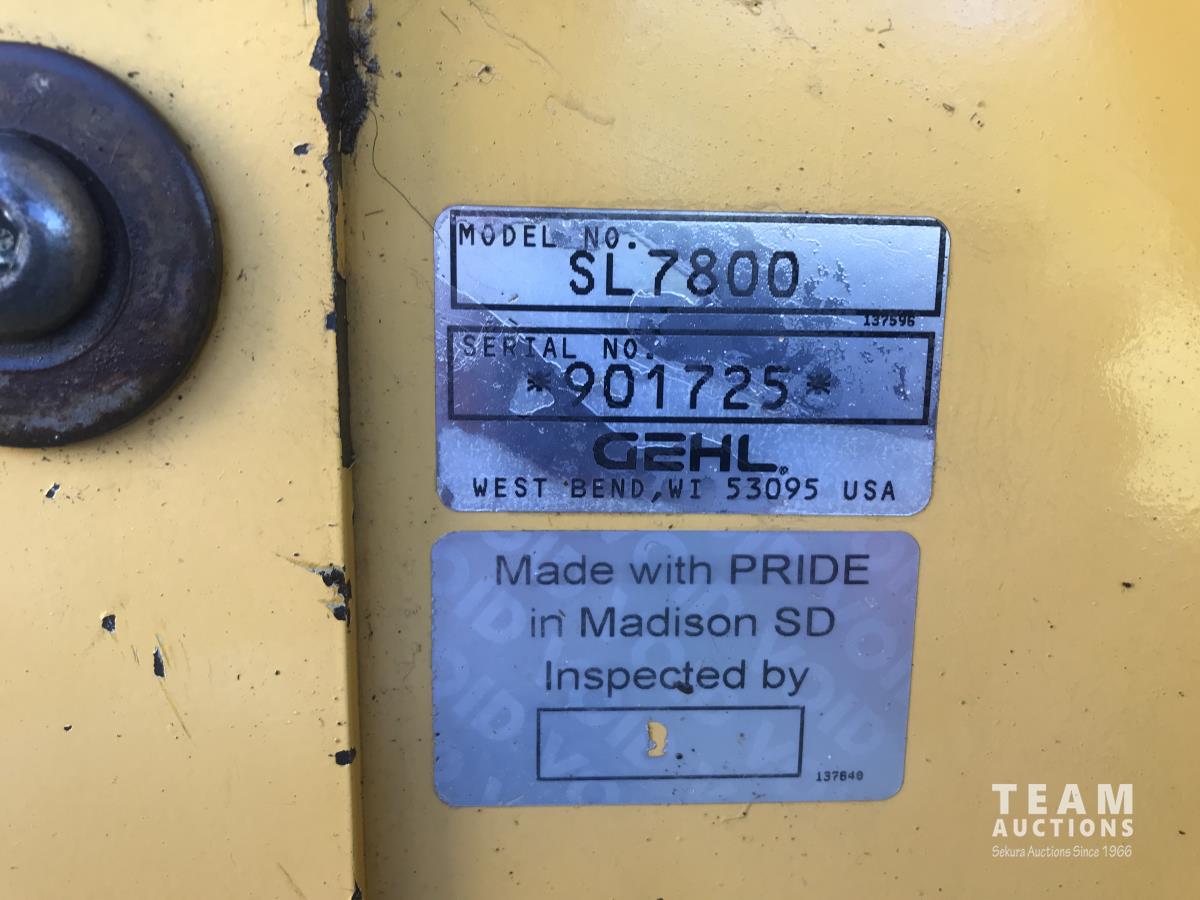 MODEL NO.
SL7800
137596
SERIAL NO.
*901725*
GEHL®
WEST BEND, WI 53095 USA
Made with PRIDE
in Madison SD
Inspected by
137640
TEAM
AUCTIONS
Sekura Auctions Since 1966